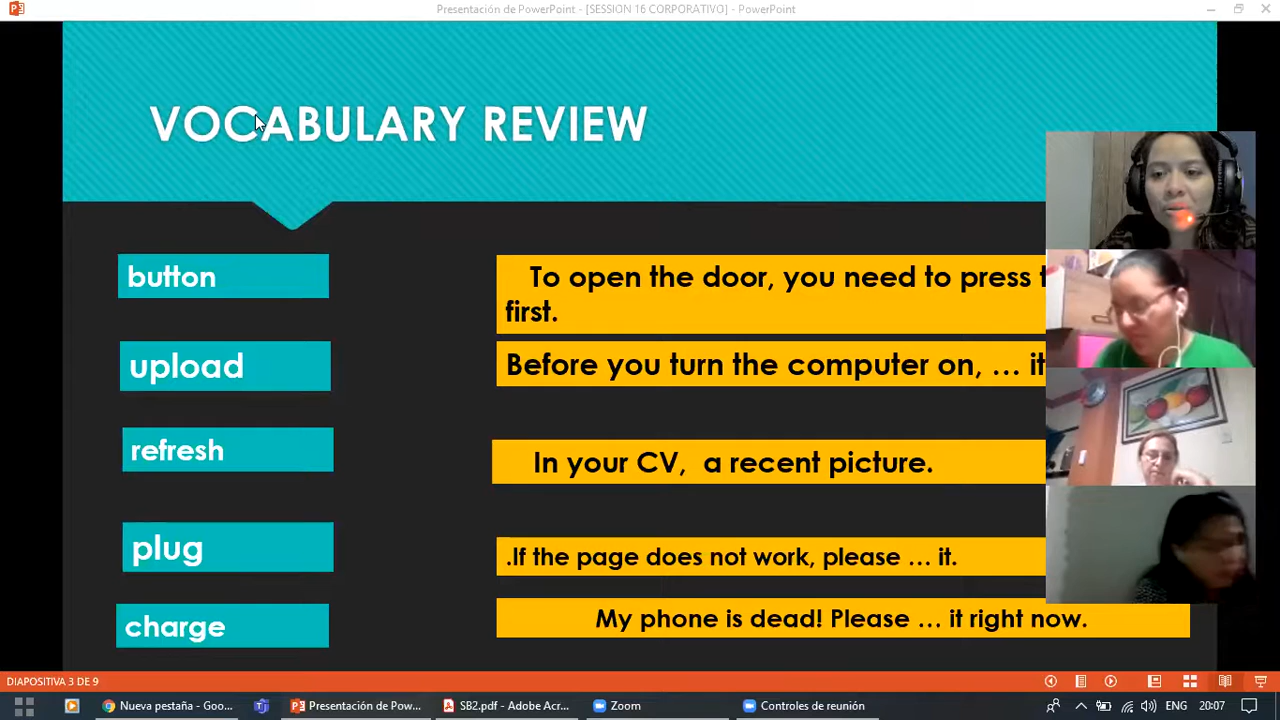 Presentación de PowerPoint - [SESSION 16 CORPORATIVO] - PowerPoint
VOCABULARY REVIEW
button
To open the door, you need to press
first.
upload
Before you turn the computer on, … it
refresh
In your CV, a recent picture.
plug
.If the page does not work, please … it.
charge
My phone is dead! Please … it right now.
DIAPOSITIVA 3 DE 9
Nueva pestaña - Goo...
Presentación de Pow...
SB2.pdf - Adobe Acr...
Zoom
Controles de reunión
ENG
20:07